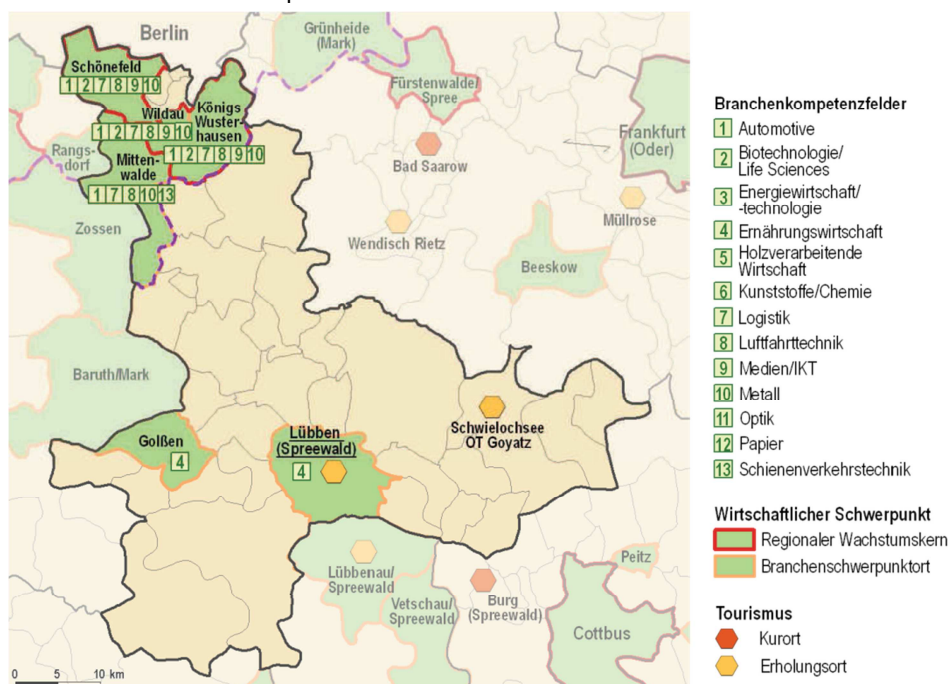 Berlin
Grünheide
(Mark)
Schönefeld
1 2 7 8 9 10
Fürstenwalde/
Spree
Wildau
1 2 7 8 9 10
Königs
Wuster-
hausen
1 2 7 8 9 10
Rangs-
dorf
Mitten-
walde
1 7 8 10 13
Bad Saarow
Frankfurt
(Oder)
Zossen
Wendisch Rietz
Müllrose
Beeskow
Baruth/Mark
Golßen
4
Lübben
(Spreewald)
4
Schwielochsee
OT Goyatz
Lübbenau/
Spreewald
Vetschau/
Spreewald
Burg
(Spreewald)
Peitz
Cottbus
0 5 10 km
Branchenkompetenzfelder
1 Automotive
2 Biotechnologie/
Life Sciences
3 Energiewirtschaft/
-technologie
4 Ernährungswirtschaft
5 Holzverarbeitende
Wirtschaft
6 Kunststoffe/Chemie
7 Logistik
8 Luftfahrttechnik
9 Medien/IKT
10 Metall
11 Optik
12 Papier
13 Schienenverkehrstechnik
Wirtschaftlicher Schwerpunkt
Regionaler Wachstumskern
Branchenschwerpunktort
Tourismus
Kurort
Erholungsort